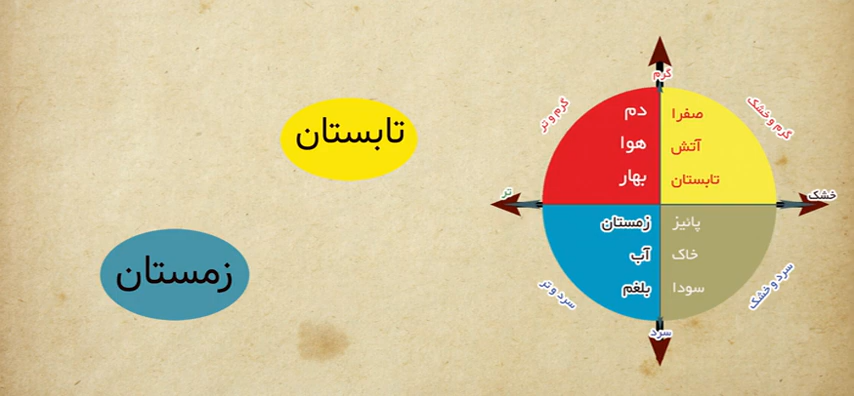 تابستان
زمستان
گرم
گرم و تر
گرم و خشک
دم
هوا
بهار
صفرا
آتش
تابستان
تر
خشک
زمستان
آب
بلغم
پائیز
خاک
سودا
سرد و تر
سرد و خشک
سرد